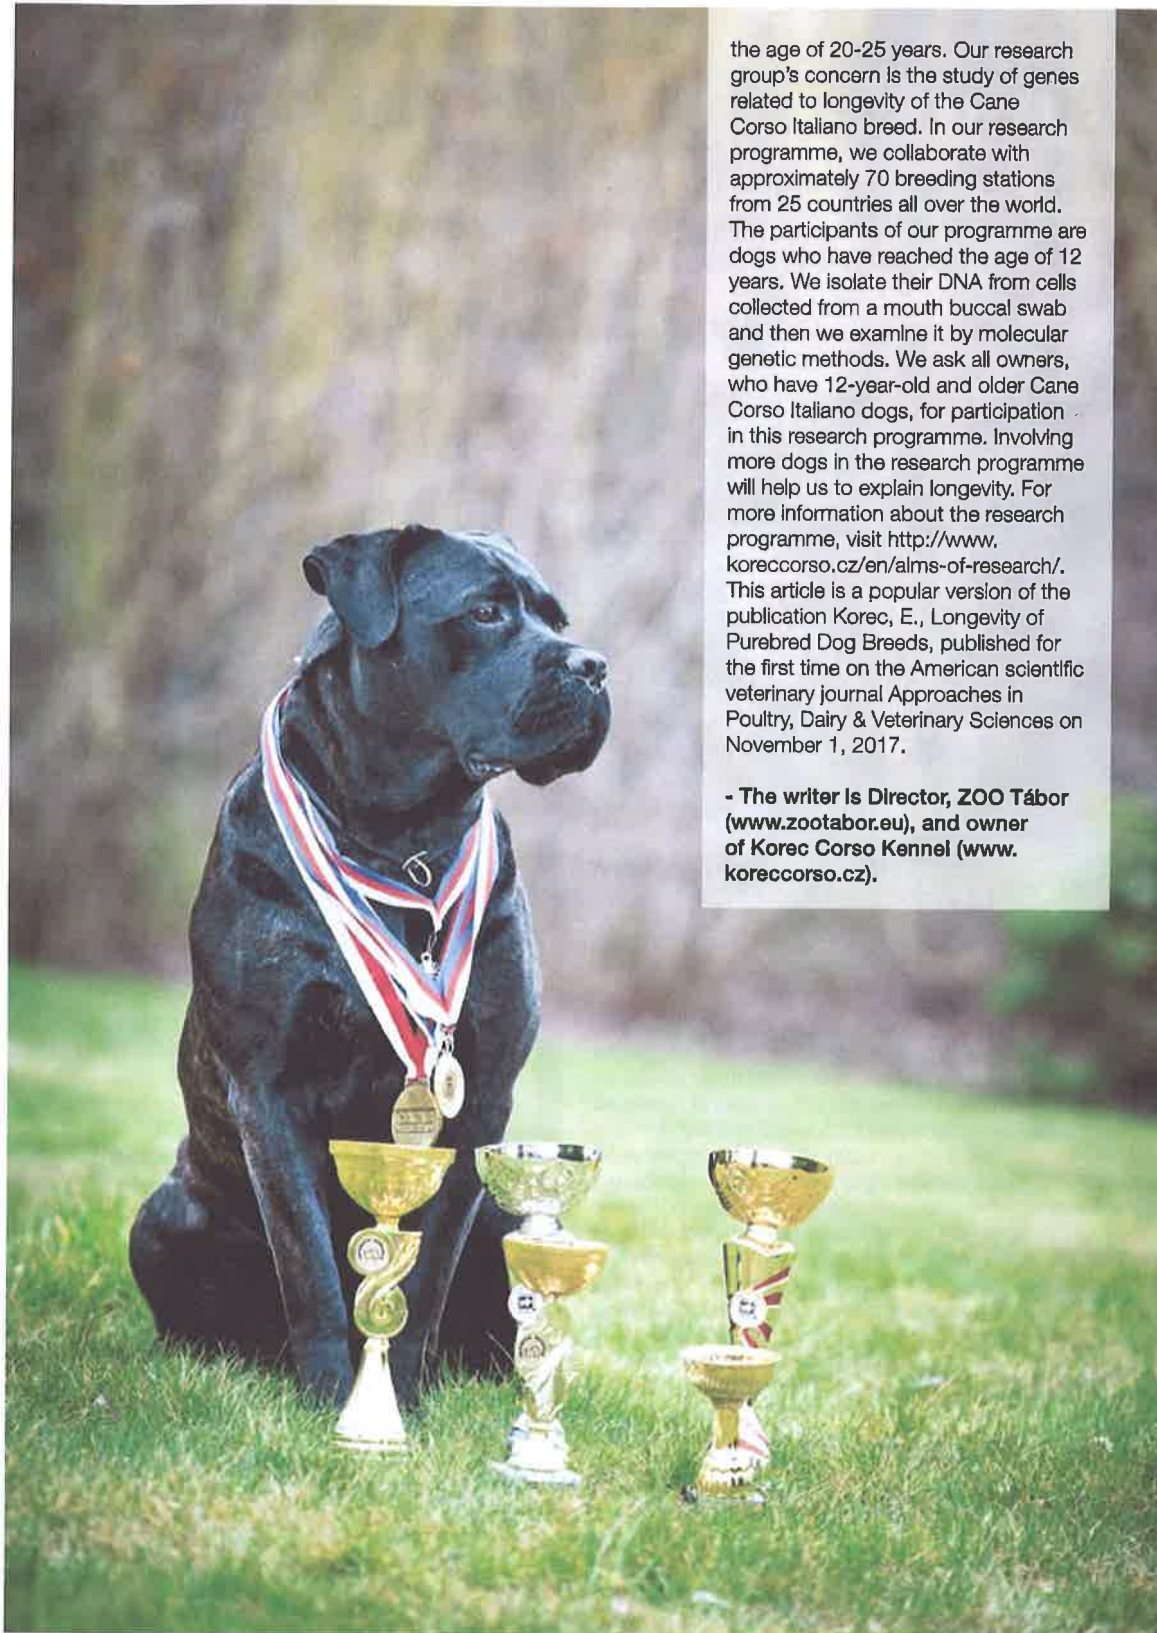 the age of 20-25 years. Our research
group's concern is the study of genes
related to longevity of the Cane
Corso Italiano breed. In our research
programme, we collaborate with
approximately 70 breeding stations
from 25 countries all over the world.
The participants of our programme are
dogs who have reached the age of 12
years. We isolate their DNA from cells
collected from a mouth buccal swab
and then we examine it by molecular
genetic methods. We ask all owners,
who have 12-year-old and older Cane
Corso Italiano dogs, for participation
in this research programme. Involving
more dogs in the research programme
will help us to explain longevity. For
more information about the research
programme, visit http://www.
koreccorso.cz/en/aims-of-research/.
This article is a popular version of the
publication Korec, E., Longevity of
Purebred Dog Breeds, published for
the first time on the American scientific
veterinary journal Approaches in
Poultry, Dairy & Veterinary Sciences on
November 1, 2017.
- The writer is Director, ZOO Tábor
(www.zootabor.eu), and owner
of Korec Corso Kennel (www.
koreccorso.cz).